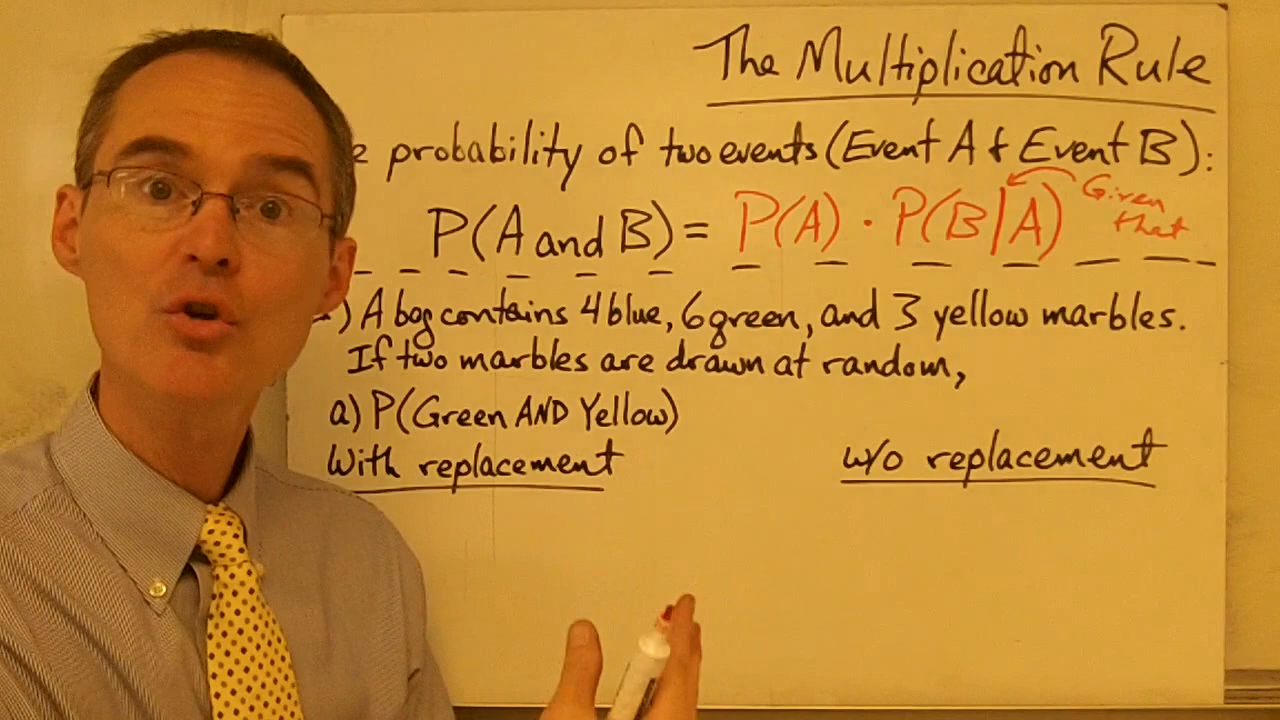 The Multiplication Rule
probability of two events (Event A & Event B):
P(A and B) = P(A) · P(B|A) Given that
) A bag contains 4 blue, 6 green, and 3 yellow marbles.
If two marbles are drawn at random,
a) P(Green AND Yellow)
With replacement
w/o replacement